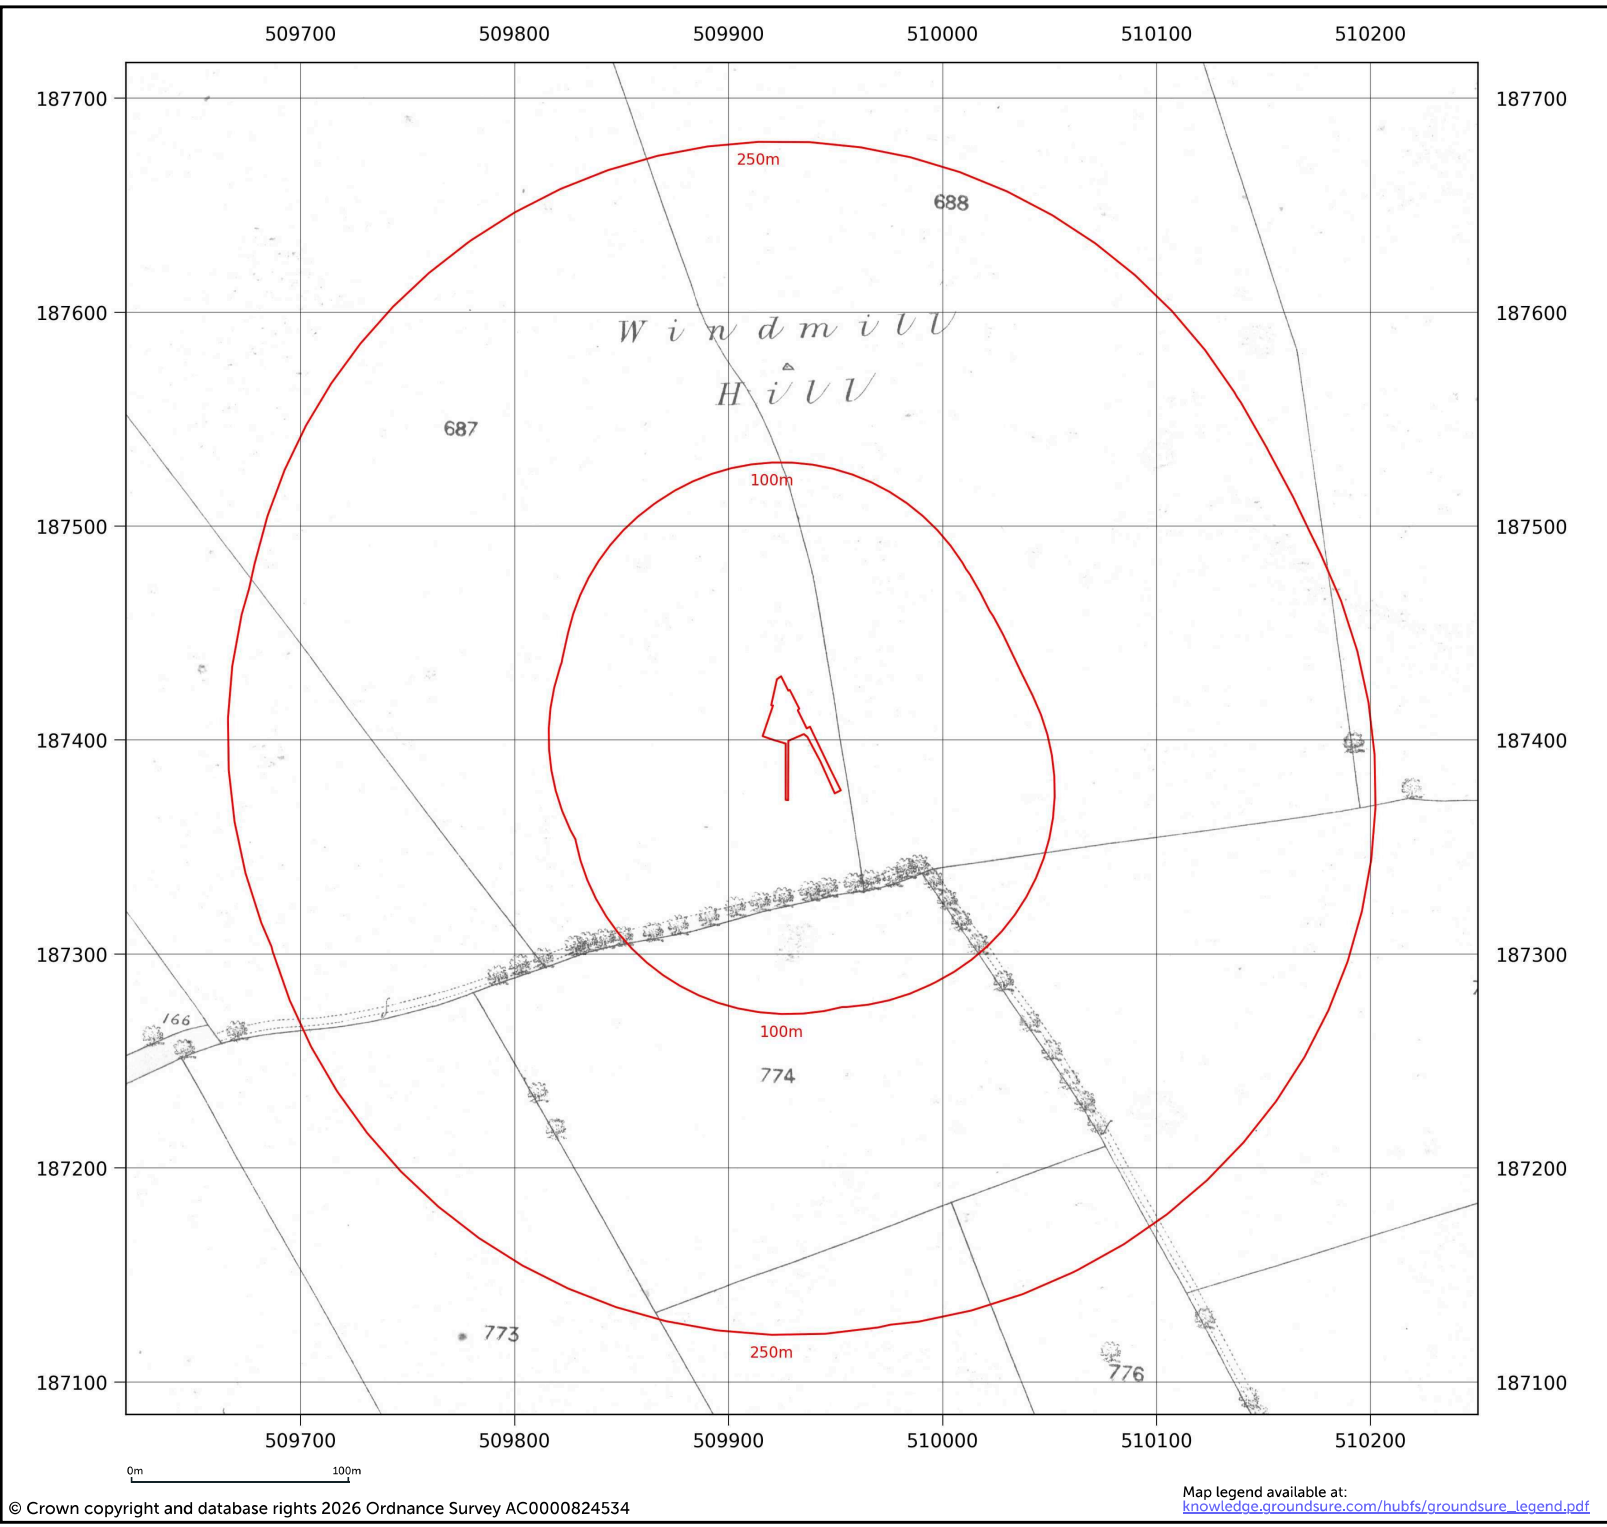 509700 509800 509900 510000 510100 510200
187700 187700
250m
688
187600 187600
Windmill
Hill
687
100m
187500 187500
187400 187400
187300 187300
166
100m
774
187200 187200
773
250m
776
187100 187100
509700 509800 509900 510000 510100 510200
0m 100m
Map legend available at:
© Crown copyright and database rights 2026 Ordnance Survey AC0000824534
knowledge.groundsure.com/hubfs/groundsure_legend.pdf